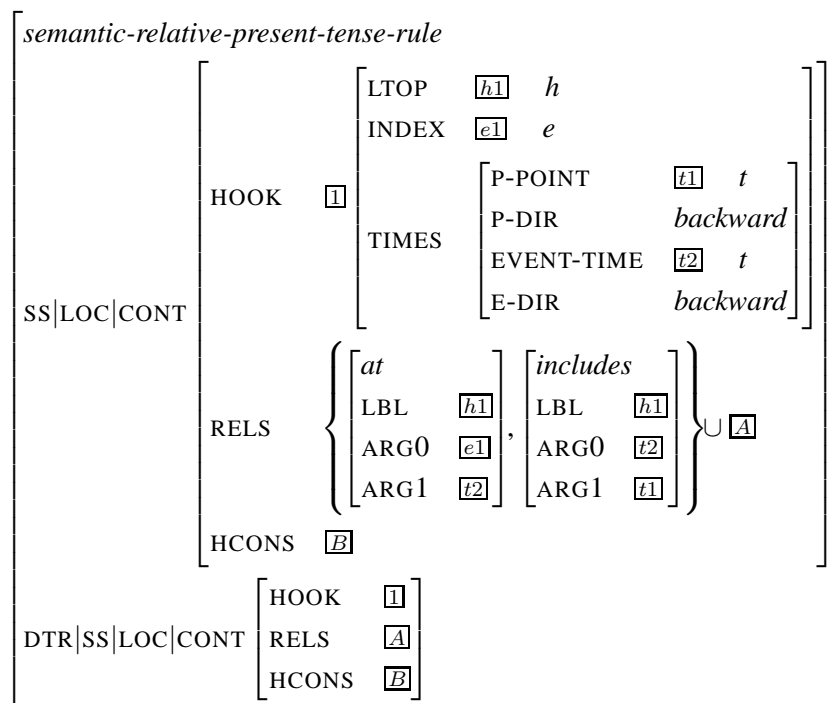 semantic-relative-present-tense-rule
LTOP h1 h
INDEX e1 e
P-POINT t1 t
P-DIR backward
HOOK 1 TIMES
EVENT-TIME t2 t
E-DIR backward
SS|LOC|CONT
at includes
LBL h1 LBL h1
RELS { , } ∪ A
ARG0 e1 ARG0 t2
ARG1 t2 ARG1 t1
HCONS B
HOOK 1
DTR|SS|LOC|CONT RELS A
HCONS B